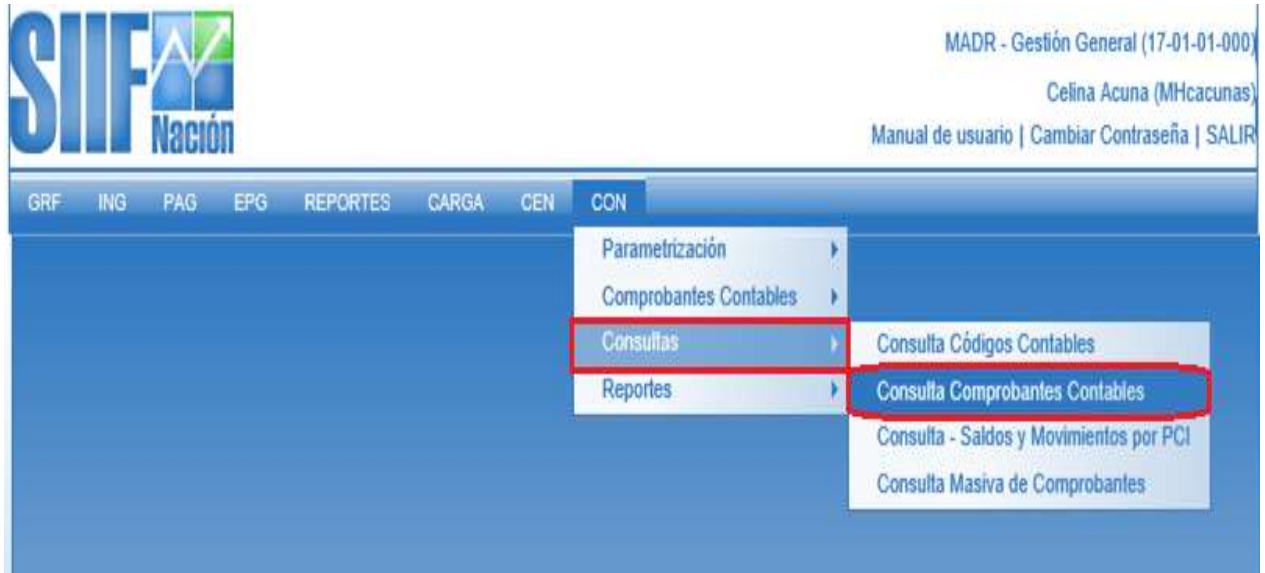 SIIF
Nación
MADR - Gestión General (17-01-01-000)
Celina Acuna (MHcacunas)
Manual de usuario | Cambiar Contraseña | SALIR
GRF ING PAG EPG REPORTES CARGA CEN CON
Parametrización
Comprobantes Contables
Consultas
Reportes
Consulta Códigos Contables
Consulta Comprobantes Contables
Consulta - Saldos y Movimientos por PCI
Consulta Masiva de Comprobantes